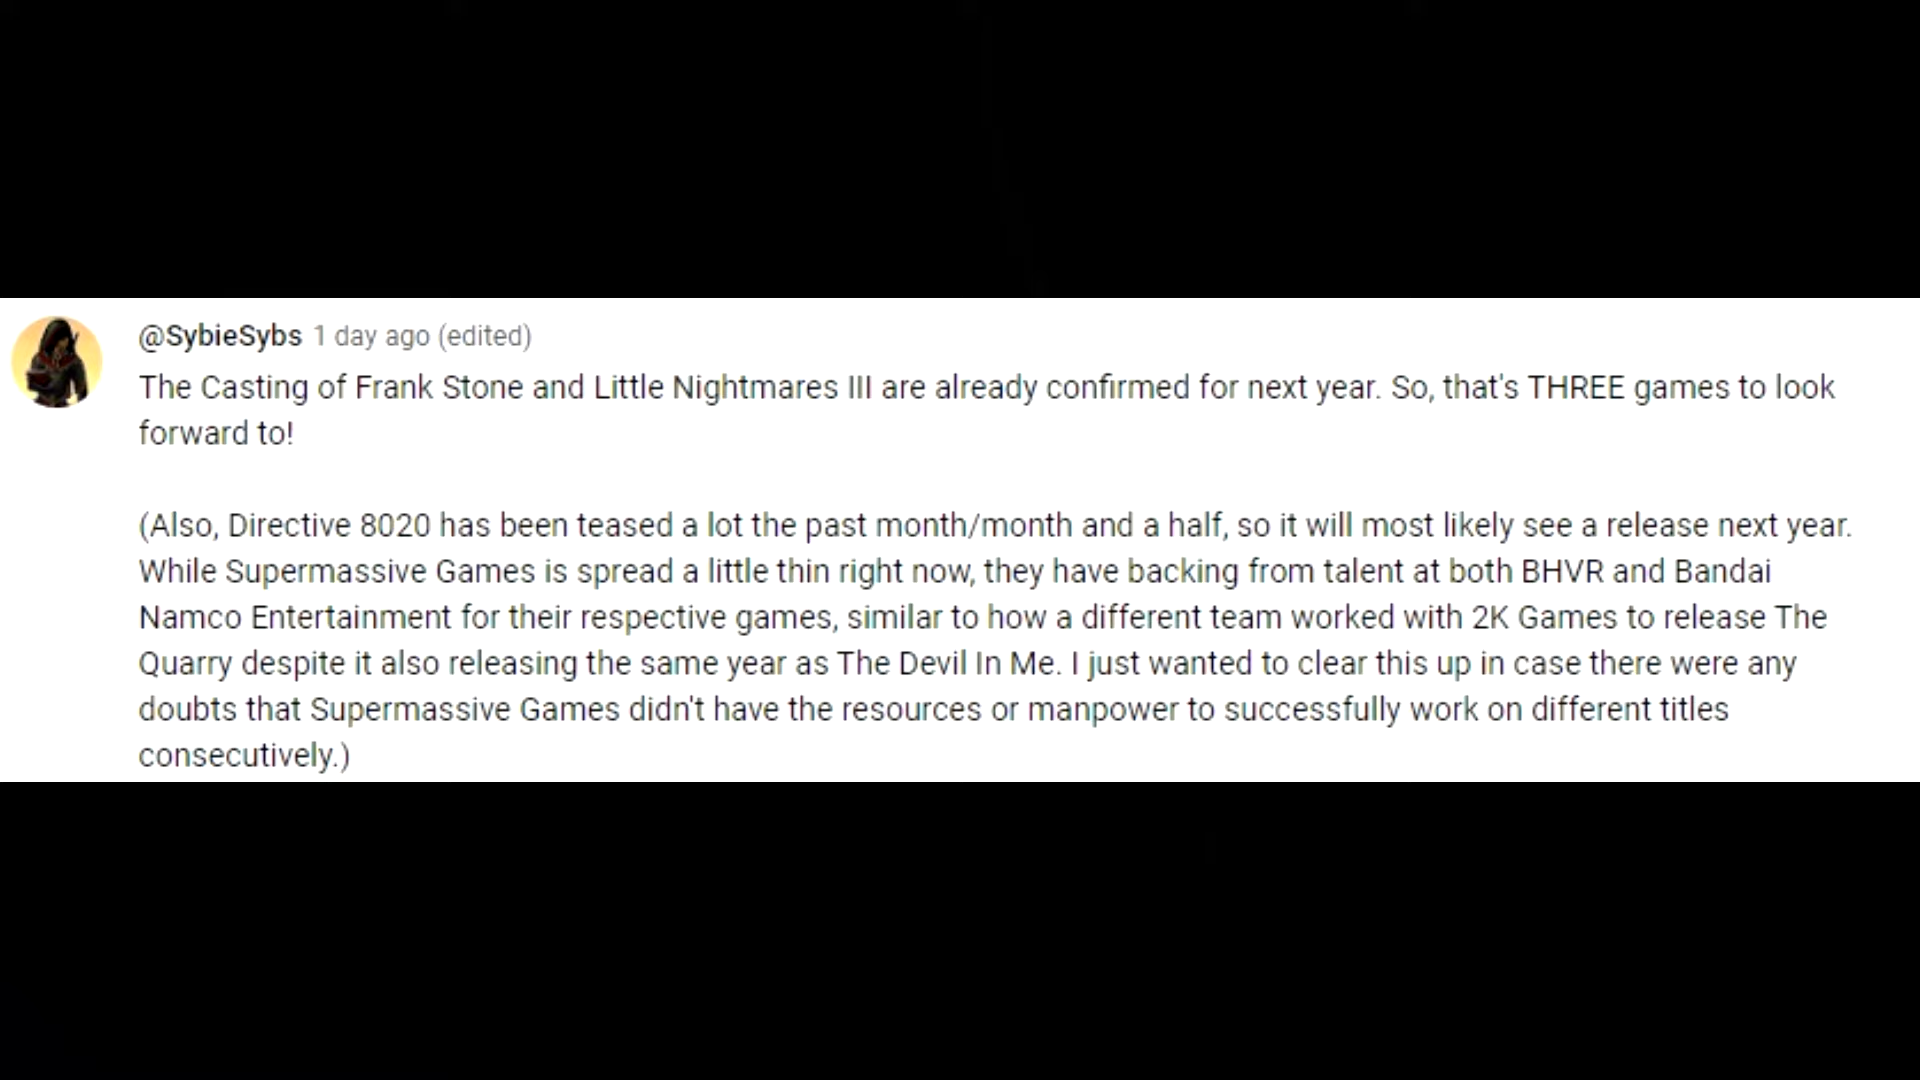 @SybieSybs 1 day ago (edited)
The Casting of Frank Stone and Little Nightmares III are already confirmed for next year. So, that's THREE games to look
forward to!
(Also, Directive 8020 has been teased a lot the past month/month and a half, so it will most likely see a release next year.
While Supermassive Games is spread a little thin right now, they have backing from talent at both BHVR and Bandai
Namco Entertainment for their respective games, similar to how a different team worked with 2K Games to release The
Quarry despite it also releasing the same year as The Devil In Me. I just wanted to clear this up in case there were any
doubts that Supermassive Games didn't have the resources or manpower to successfully work on different titles
consecutively.)